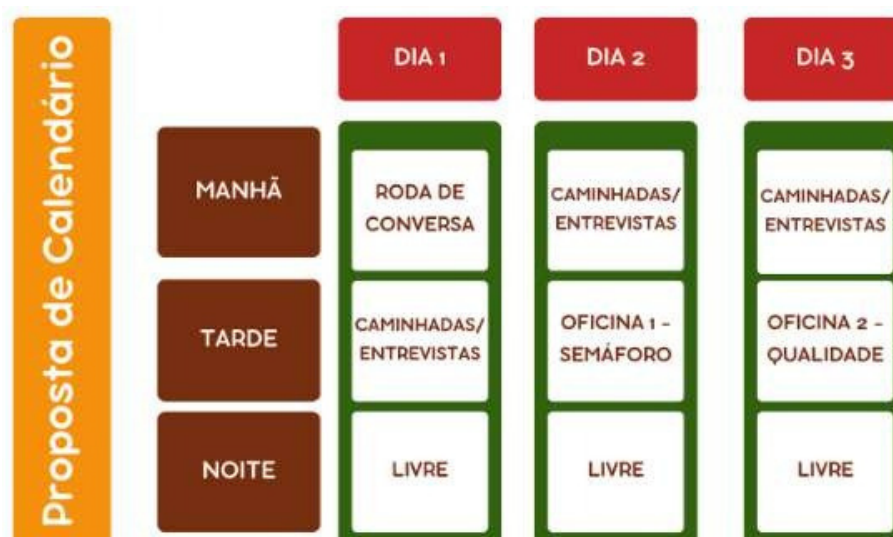 Proposta de Calendário
DIA 1
DIA 2
DIA 3
MANHÃ
RODA DE
CONVERSA
CAMINHADAS/
ENTREVISTAS
CAMINHADAS/
ENTREVISTAS
TARDE
CAMINHADAS/
ENTREVISTAS
OFICINA 1 -
SEMÁFORO
OFICINA 2 -
QUALIDADE
NOITE
LIVRE
LIVRE
LIVRE